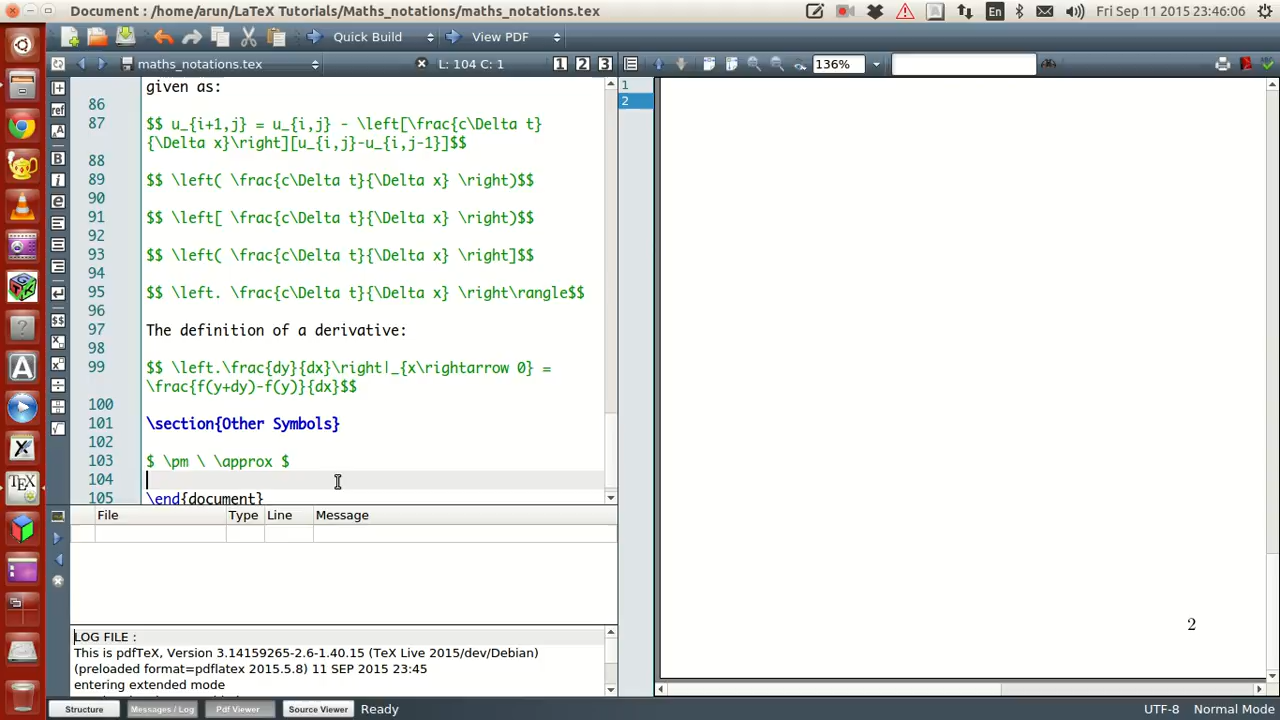 Document : /home/arun/LaTeX Tutorials/Maths_notations/maths_notations.tex
En
Fri Sep 11 2015 23:46:06
Quick Build
View PDF
maths_notations.tex
L: 104 C: 1
1 2 3
136%
given as:
86
87 $$ u_{i+1,j} = u_{i,j} - \left[\frac{c\Delta t}
{\Delta x}\right][u_{i,j}-u_{i,j-1}]$$
88
89 $$ \left( \frac{c\Delta t}{\Delta x} \right)$$
90
91 $$ \left[ \frac{c\Delta t}{\Delta x} \right)$$
92
93 $$ \left( \frac{c\Delta t}{\Delta x} \right]$$
94
95 $$ \left. \frac{c\Delta t}{\Delta x} \right\rangle$$
96
97 The definition of a derivative:
98
99 $$ \left.\frac{dy}{dx}\right|_{x\rightarrow 0} =
\frac{f(y+dy)-f(y)}{dx}$$
100
101 \section{Other Symbols}
102
103 $ \pm \ \approx $
104
105 \end{document}
1
2
2
File Type Line Message
LOG FILE :
This is pdfTeX, Version 3.14159265-2.6-1.40.15 (TeX Live 2015/dev/Debian)
(preloaded format=pdflatex 2015.5.8) 11 SEP 2015 23:45
entering extended mode
Structure Messages / Log Pdf Viewer Source Viewer Ready UTF-8 Normal Mode